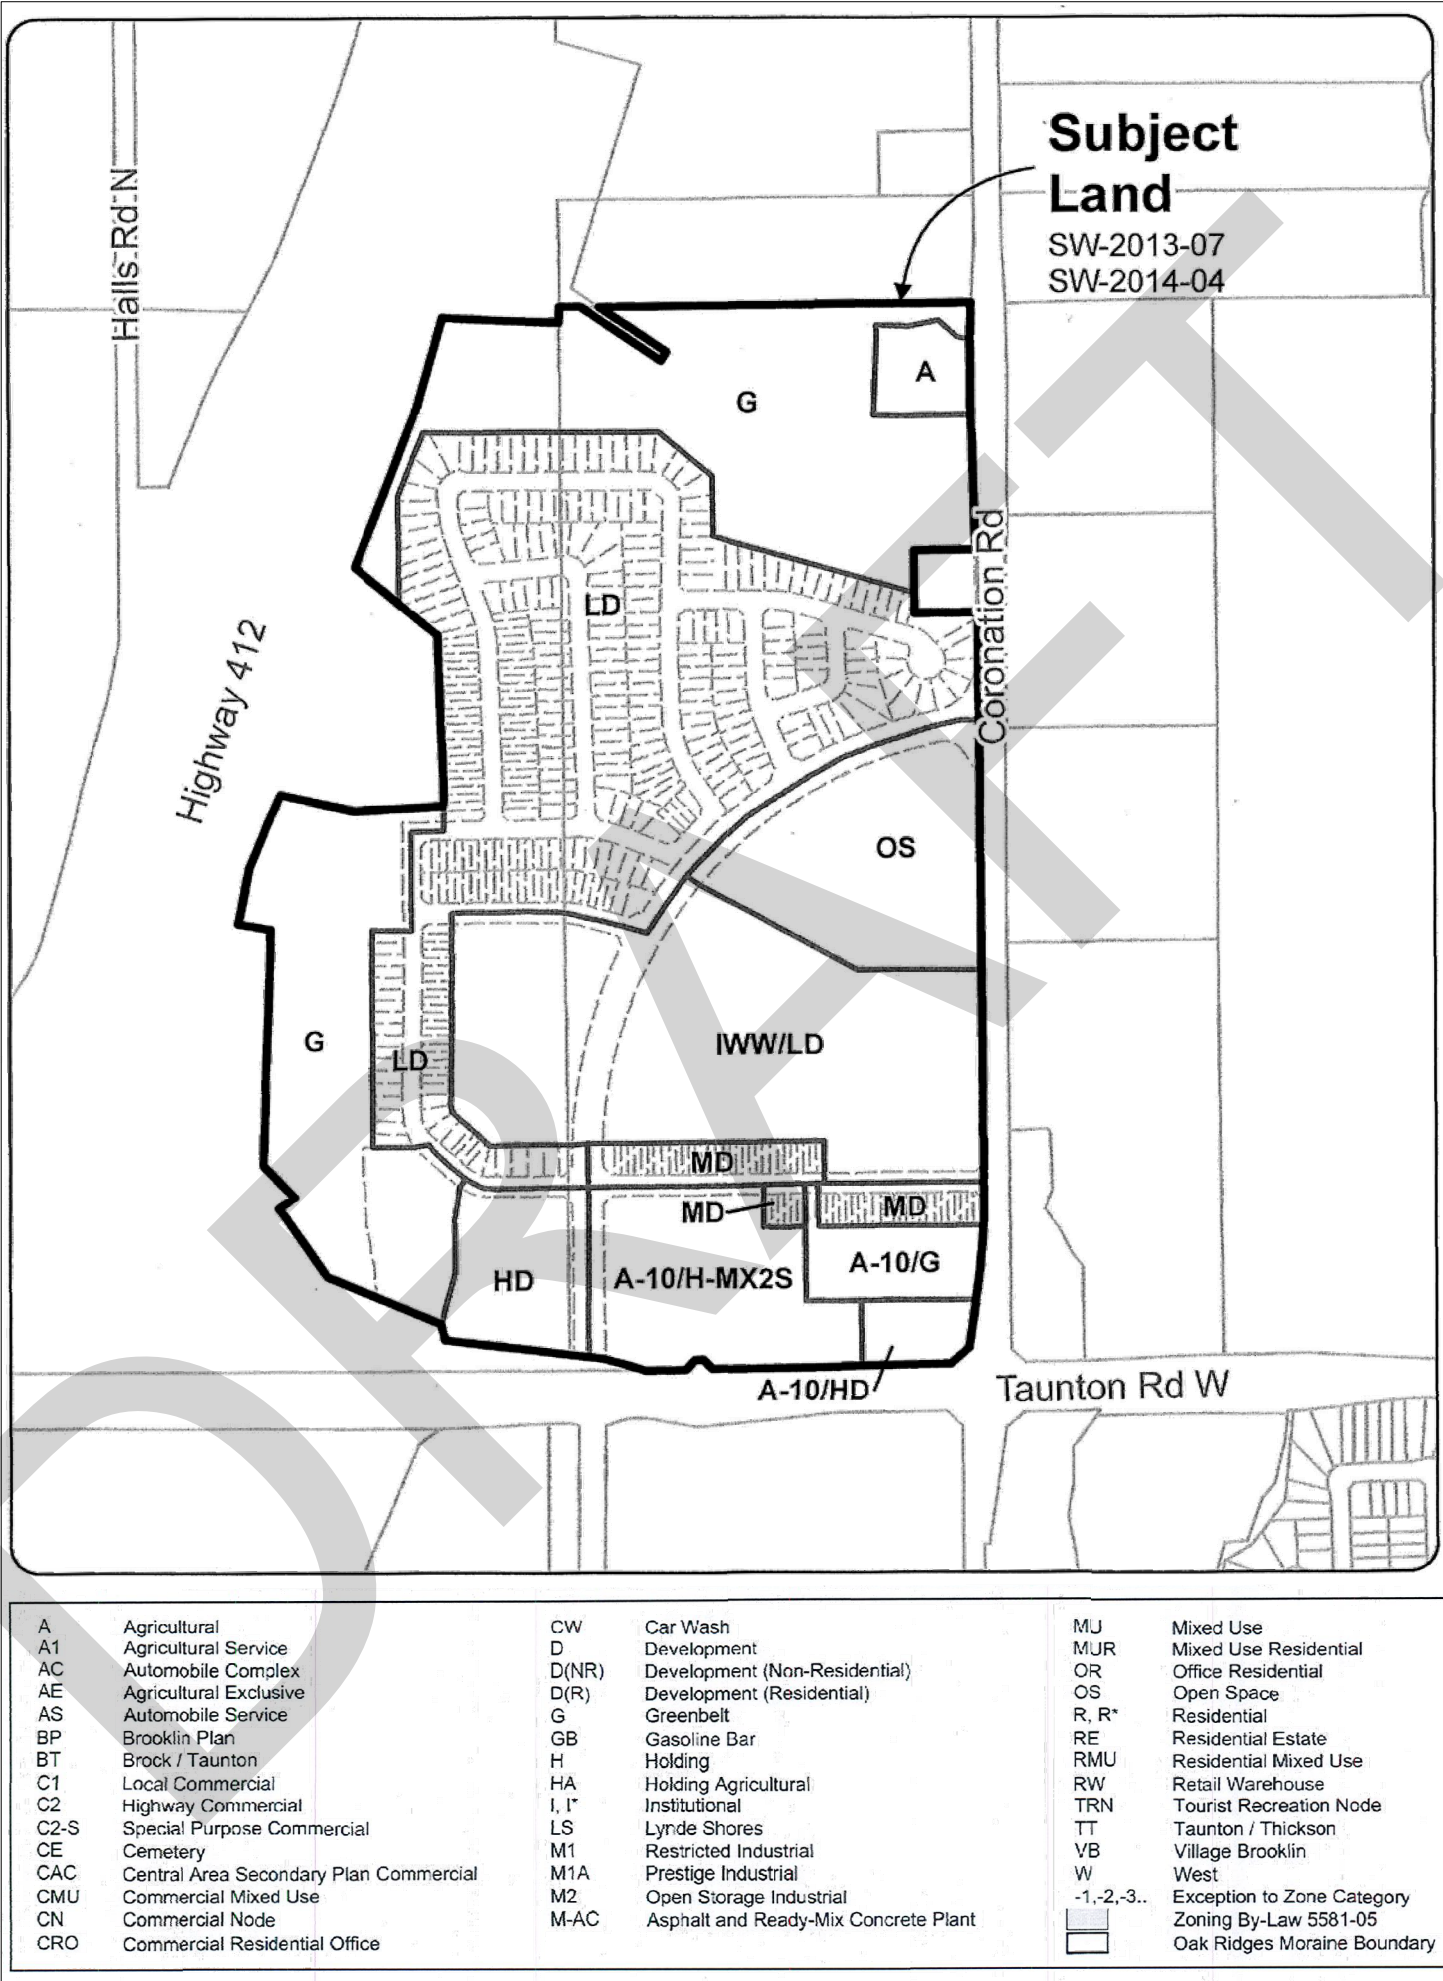 Subject
Land
SW-2013-07
SW-2014-04
Halls Rd N
A
G
Coronation Rd
LD
Highway 412
OS
G
IWW/LD
LD
MD
MD
MD
A-10/G
HD
A-10/H-MX2S
A-10/HD
Taunton Rd W
DRAFT
A Agricultural
A1 Agricultural Service
AC Automobile Complex
AE Agricultural Exclusive
AS Automobile Service
BP Brooklin Plan
BT Brock / Taunton
C1 Local Commercial
C2 Highway Commercial
C2-S Special Purpose Commercial
CE Cemetery
CAC Central Area Secondary Plan Commercial
CMU Commercial Mixed Use
CN Commercial Node
CRO Commercial Residential Office
CW Car Wash
D Development
D(NR) Development (Non-Residential)
D(R) Development (Residential)
G Greenbelt
GB Gasoline Bar
H Holding
HA Holding Agricultural
I, I* Institutional
LS Lynde Shores
M1 Restricted Industrial
M1A Prestige Industrial
M2 Open Storage Industrial
M-AC Asphalt and Ready-Mix Concrete Plant
MU Mixed Use
MUR Mixed Use Residential
OR Office Residential
OS Open Space
R, R* Residential
RE Residential Estate
RMU Residential Mixed Use
RW Retail Warehouse
TRN Tourist Recreation Node
TT Taunton / Thickson
VB Village Brooklin
W West
-1,-2,-3.. Exception to Zone Category
Zoning By-Law 5581-05
Oak Ridges Moraine Boundary